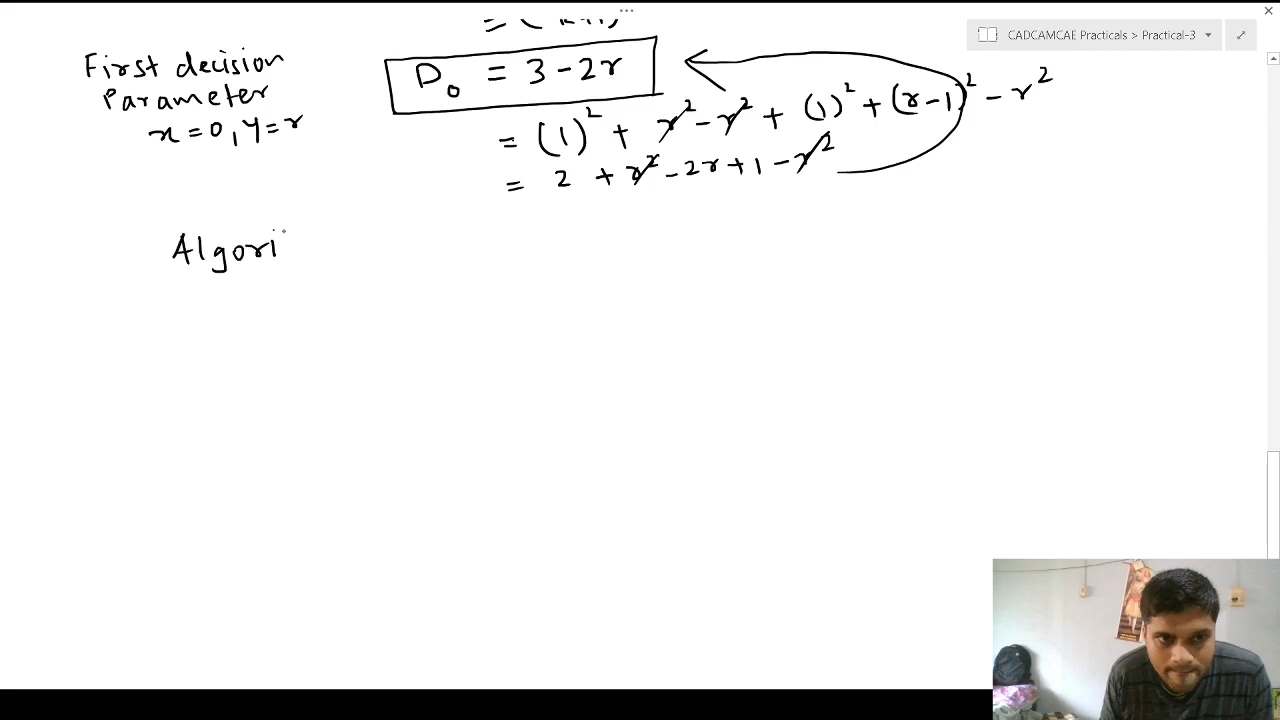 CADCAMCAE Practicals > Practical-3
First decision
Parameter
x = 0, y = r
D₀ = 3 - 2r
= (1)² + r² - r² + (1)² + (r - 1)² - r²
= 2 + r² - 2r + 1 - r²
Algori